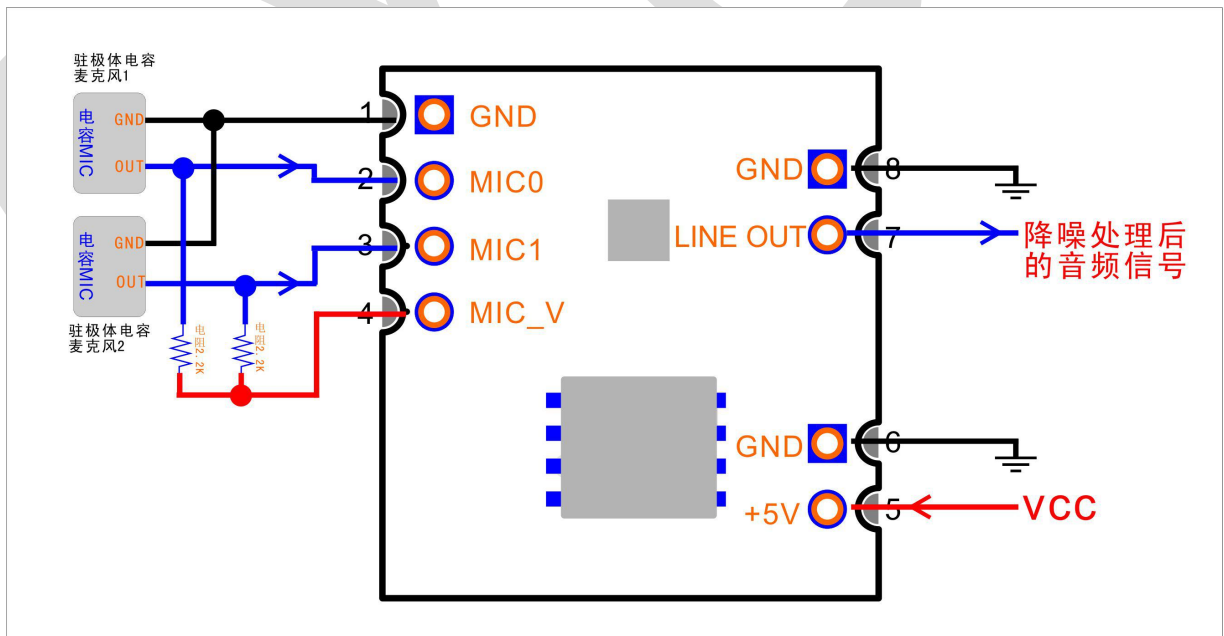 驻极体电容
麦克风1
电容MIC
GND
OUT
电容MIC
GND
OUT
驻极体电容
麦克风2
电阻2.2K
电阻2.2K
1
GND
2
MIC0
3
MIC1
4
MIC_V
GND
8
LINE OUT
7
降噪处理后
的音频信号
GND
6
+5V
5
VCC